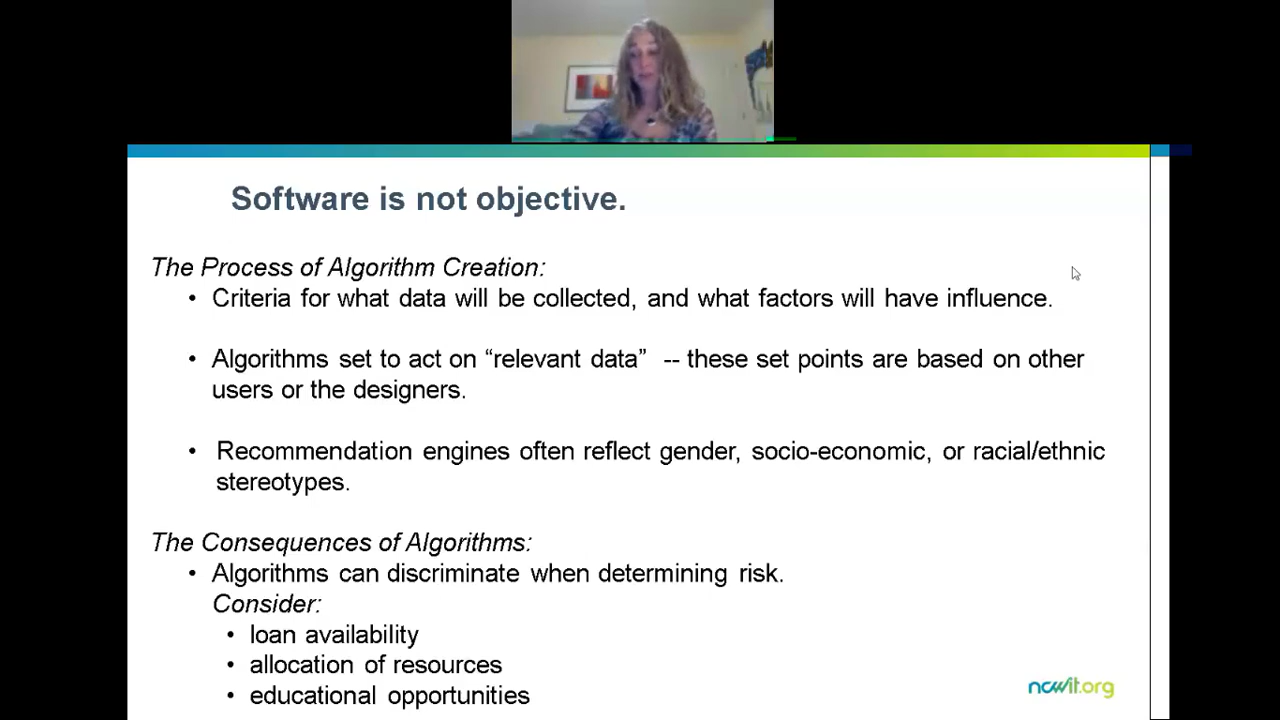 Software is not objective.
The Process of Algorithm Creation:
• Criteria for what data will be collected, and what factors will have influence.
• Algorithms set to act on “relevant data” -- these set points are based on other
users or the designers.
• Recommendation engines often reflect gender, socio-economic, or racial/ethnic
stereotypes.
The Consequences of Algorithms:
• Algorithms can discriminate when determining risk.
Consider:
• loan availability
• allocation of resources
• educational opportunities
ncwit.org